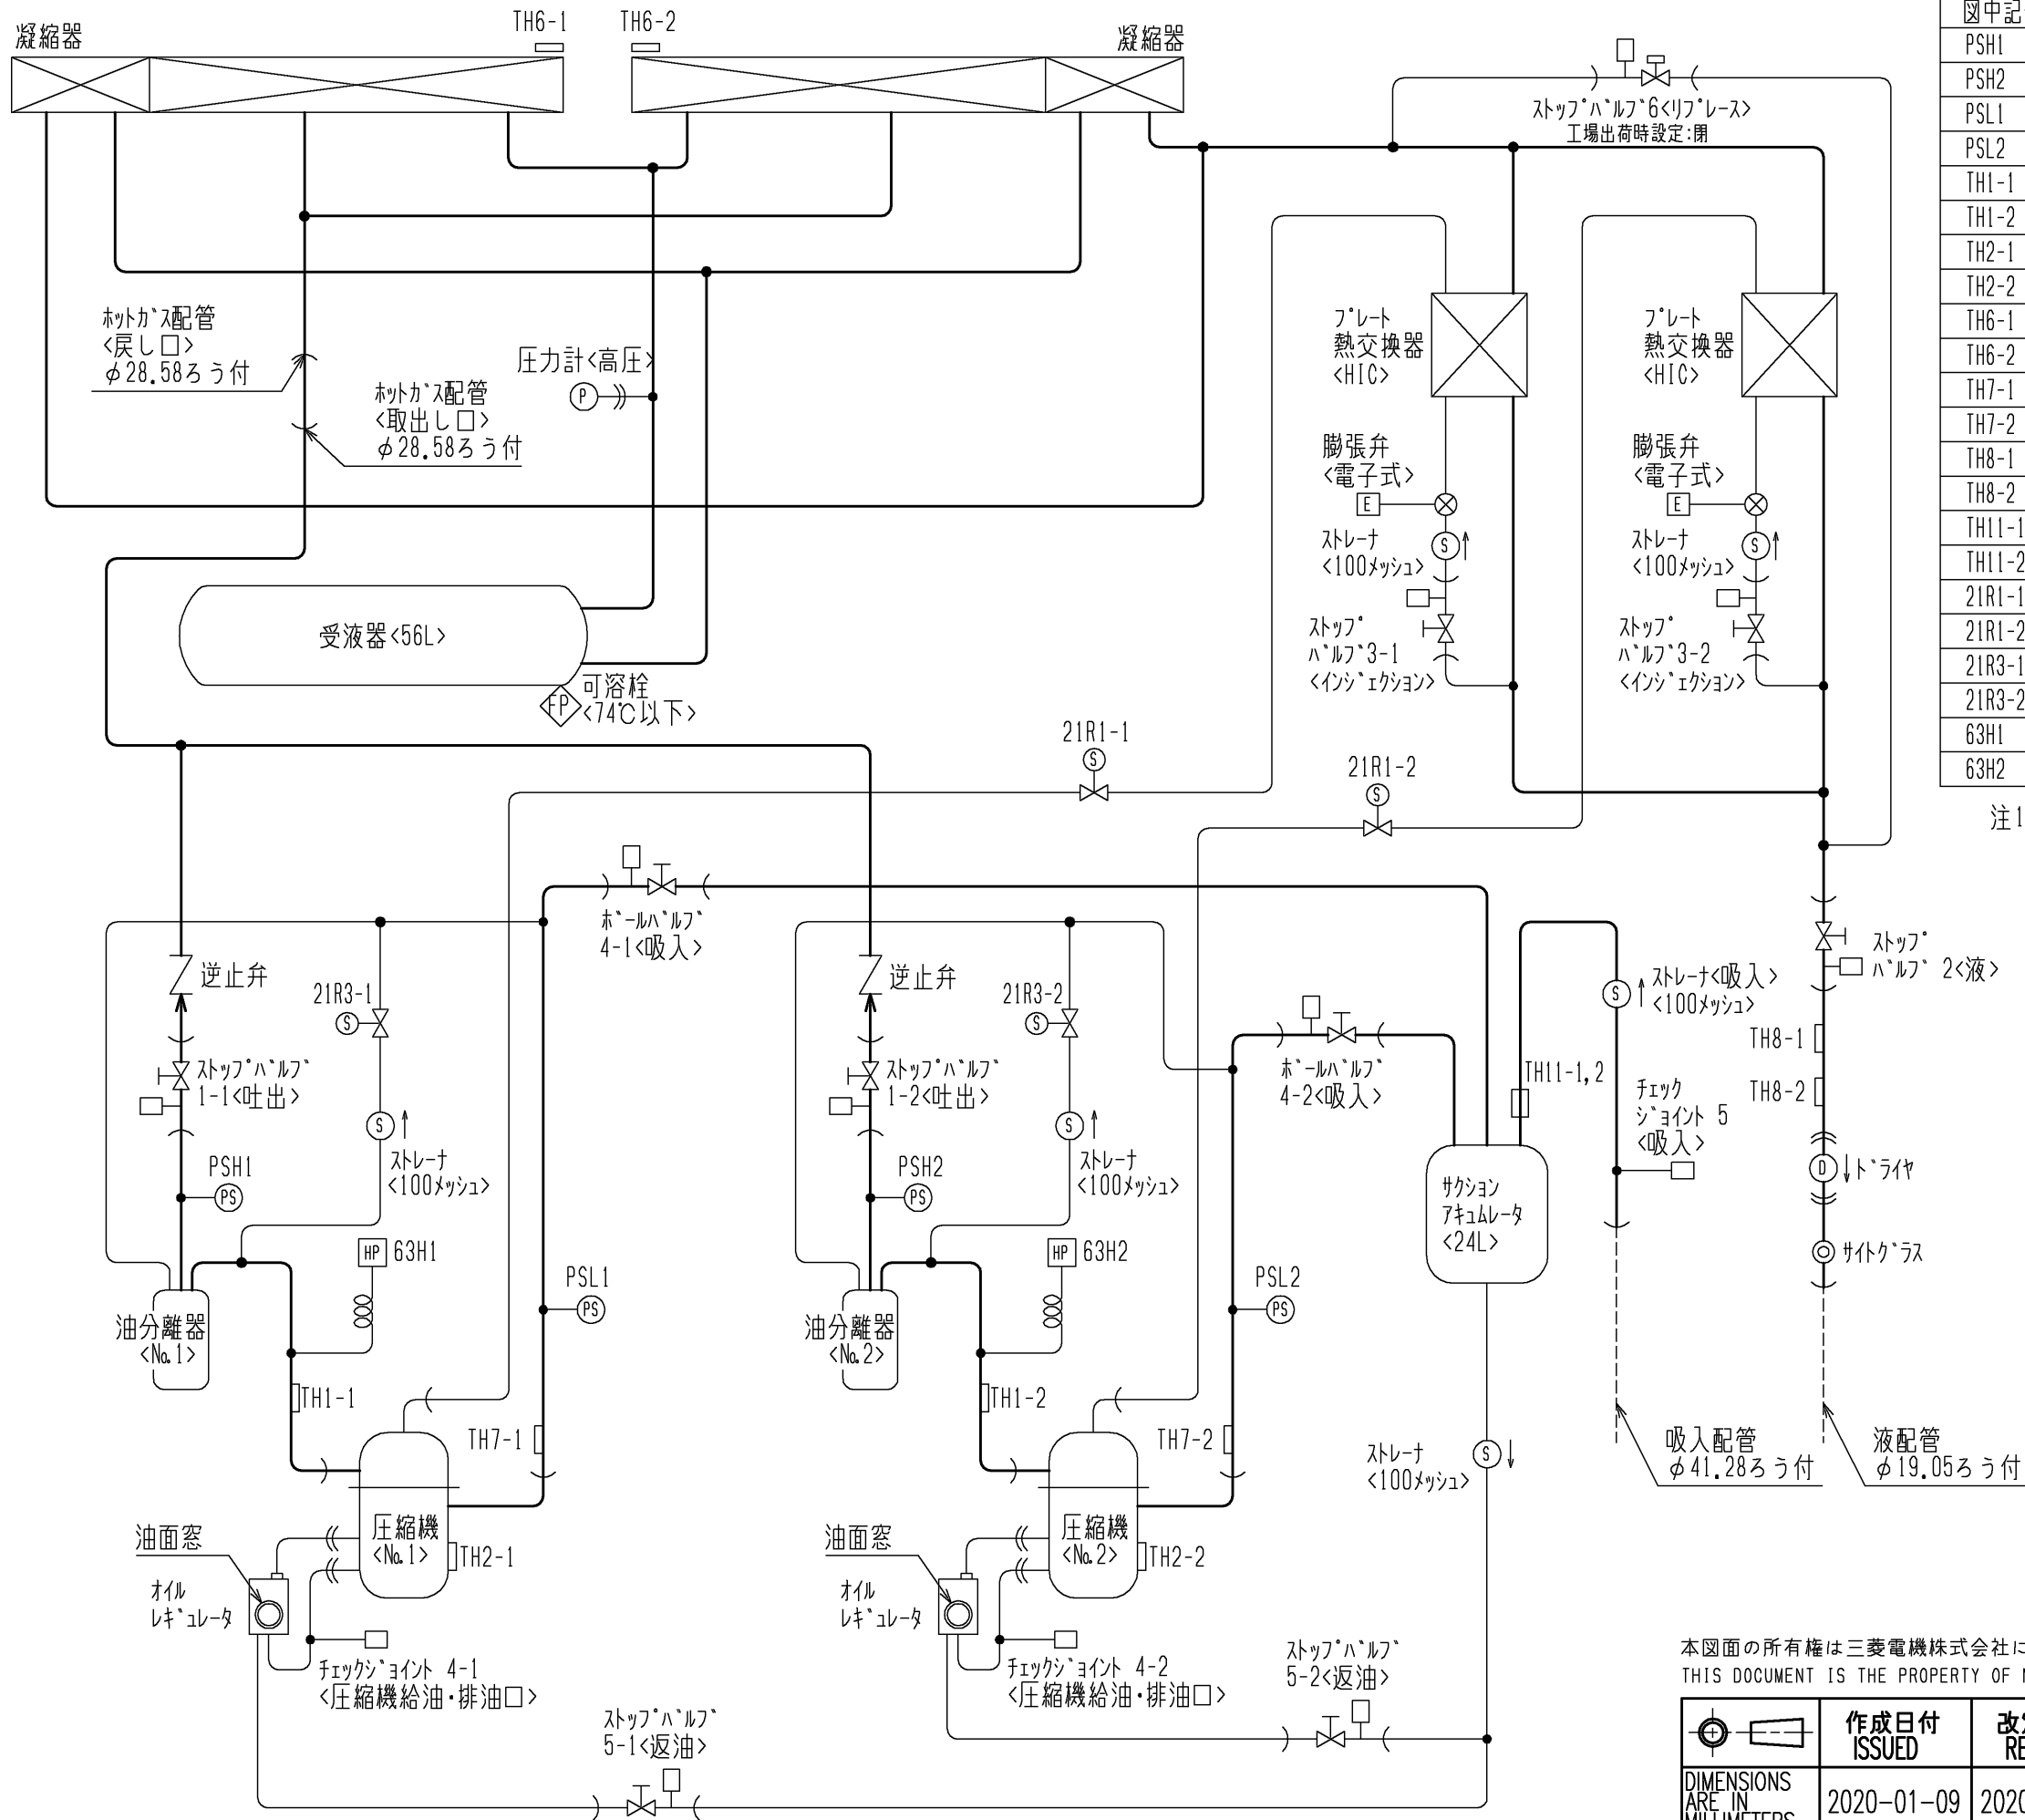 凝縮器
TH6-1
TH6-2
凝縮器
ストップバルブ6<リプレース>
工場出荷時設定:閉
ホットガス配管
<戻し口>
φ28.58ろう付
ホットガス配管
<取出し口>
φ28.58ろう付
圧力計<高圧>
P
プレート
熱交換器
<HIC>
プレート
熱交換器
<HIC>
膨張弁
<電子式>
E
膨張弁
<電子式>
E
ストレーナ
<100メッシュ>
S
ストレーナ
<100メッシュ>
S
ストップ
バルブ3-1
<インジェクション>
ストップ
バルブ3-2
<インジェクション>
受液器<56L>
FP
可溶栓
<74℃以下>
21R1-1
S
21R1-2
S
ボールバルブ
4-1<吸入>
逆止弁
21R3-1
S
逆止弁
21R3-2
S
ストップバルブ
1-1<吐出>
ストップバルブ
1-2<吐出>
ボールバルブ
4-2<吸入>
S
ストレーナ<吸入>
<100メッシュ>
ストップ
バルブ 2<液>
TH8-1
TH8-2
TH11-1,2
チェック
ジョイント 5
<吸入>
S
ストレーナ
<100メッシュ>
S
ストレーナ
<100メッシュ>
PSH1
PS
PSH2
PS
サクション
アキュムレータ
<24L>
D
ドライヤ
サイトグラス
HP
63H1
HP
63H2
PSL1
PS
PSL2
PS
油分離器
<No.1>
油分離器
<No.2>
TH1-1
TH1-2
TH7-1
TH7-2
ストレーナ
<100メッシュ>
S
吸入配管
φ41.28ろう付
液配管
φ19.05ろう付
油面窓
圧縮機
<No.1>
TH2-1
油面窓
圧縮機
<No.2>
TH2-2
オイル
レギュレータ
オイル
レギュレータ
チェックジョイント 4-1
<圧縮機給油・排油口>
チェックジョイント 4-2
<圧縮機給油・排油口>
ストップバルブ
5-1<返油>
ストップバルブ
5-2<返油>
図中記
PSH1
PSH2
PSL1
PSL2
TH1-1
TH1-2
TH2-1
TH2-2
TH6-1
TH6-2
TH7-1
TH7-2
TH8-1
TH8-2
TH11-1
TH11-2
21R1-1
21R1-2
21R3-1
21R3-2
63H1
63H2
注1
本図面の所有権は三菱電機株式会社に
THIS DOCUMENT IS THE PROPERTY OF
作成日付
ISSUED
DIMENSIONS
ARE IN
MILLIMETERS
2020-01-09
2020